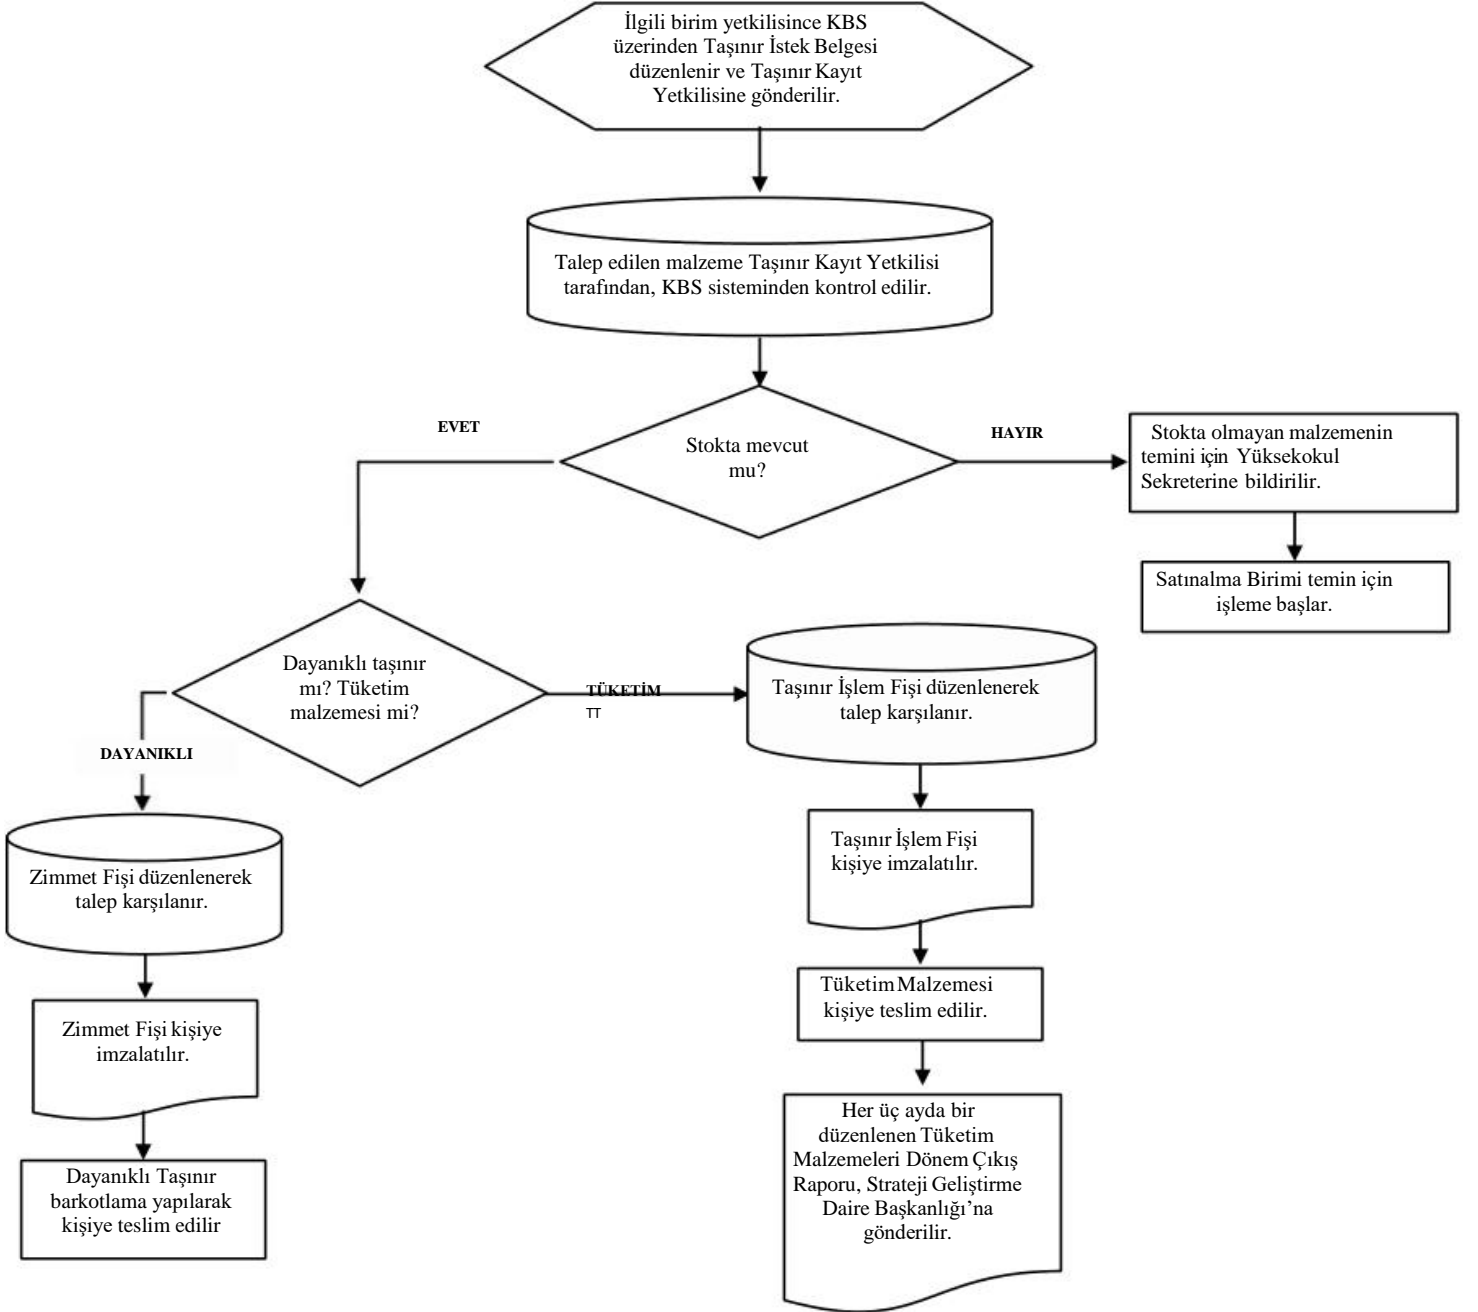 İlgili birim yetkilisince KBS
üzerinden Taşınır İstek Belgesi
düzenlenir ve Taşınır Kayıt
Yetkilisine gönderilir.
Talep edilen malzeme Taşınır Kayıt Yetkilisi
tarafından, KBS sisteminden kontrol edilir.
EVET
Stokta mevcut
mu?
HAYIR
Stokta olmayan malzemenin
temini için Yüksekokul
Sekreterine bildirilir.
Satınalma Birimi temin için
işleme başlar.
Dayanıklı taşınır
mı? Tüketim
malzemesi mi?
TÜKETİM
TT
DAYANIKLI
Taşınır İşlem Fişi düzenlenerek
talep karşılanır.
Taşınır İşlem Fişi
kişiye imzalatılır.
Tüketim Malzemesi
kişiye teslim edilir.
Her üç ayda bir
düzenlenen Tüketim
Malzemeleri Dönem Çıkış
Raporu, Strateji Geliştirme
Daire Başkanlığı’na
gönderilir.
Zimmet Fişi düzenlenerek
talep karşılanır.
Zimmet Fişi kişiye
imzalatılır.
Dayanıklı Taşınır
barkotlama yapılarak
kişiye teslim edilir